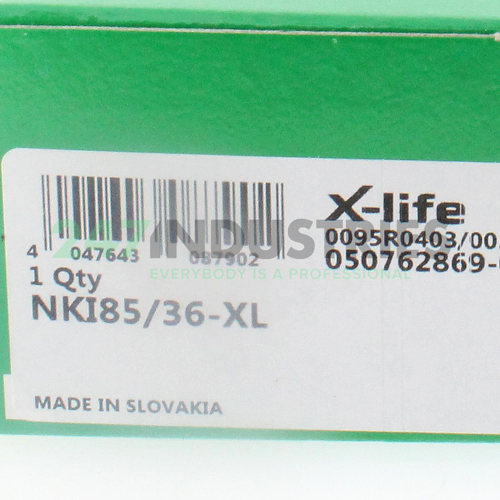 X-life
0095R0403/00
050762869-
4 047643 087902
247 INDUSTRIES
EVERYBODY IS A PROFESSIONAL
1 Qty
NKI85/36-XL
MADE IN SLOVAKIA